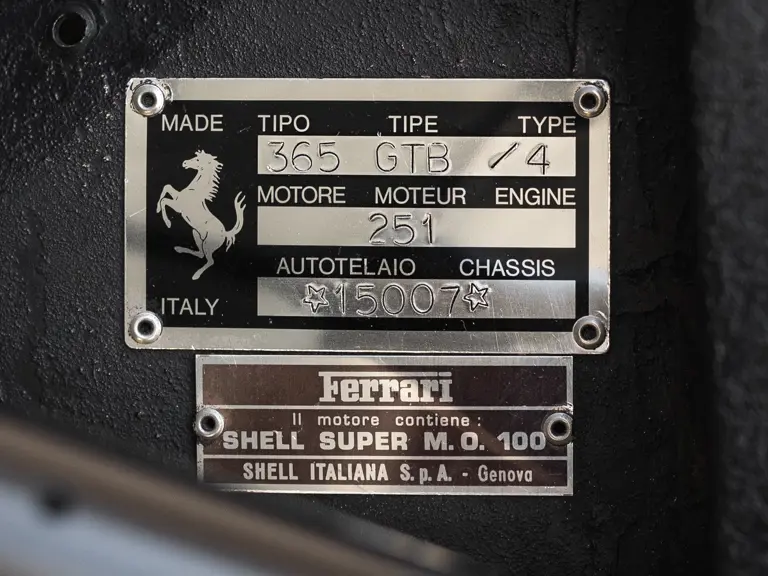 MADE TIPO TIPE TYPE
365 GTB /4
MOTORE MOTEUR ENGINE
251
AUTOTELAIO CHASSIS
ITALY ☆15007☆
Ferrari
Il motore contiene :
SHELL SUPER M. O. 100
SHELL ITALIANA S.p.A. - Genova